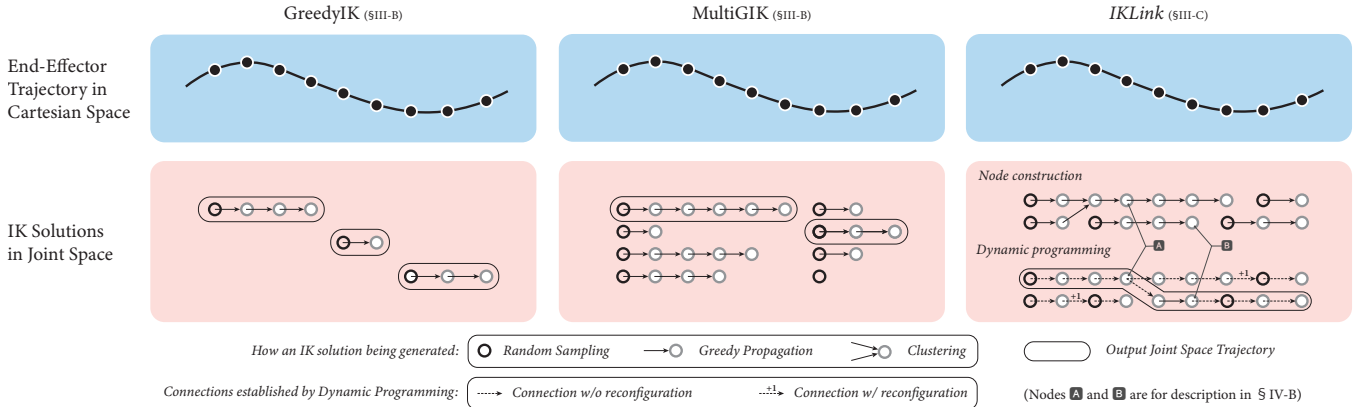 GreedyIK (§III-B)
MultiGIK (§III-B)
IKLink (§III-C)
End-Effector
Trajectory in
Cartesian Space
IK Solutions
in Joint Space
Node construction
A
B
Dynamic programming
+1
+1
How an IK solution being generated:
Random Sampling
Greedy Propagation
Clustering
Output Joint Space Trajectory
Connections established by Dynamic Programming:
Connection w/o reconfiguration
+1
Connection w/ reconfiguration
(Nodes A and B are for description in § IV-B)